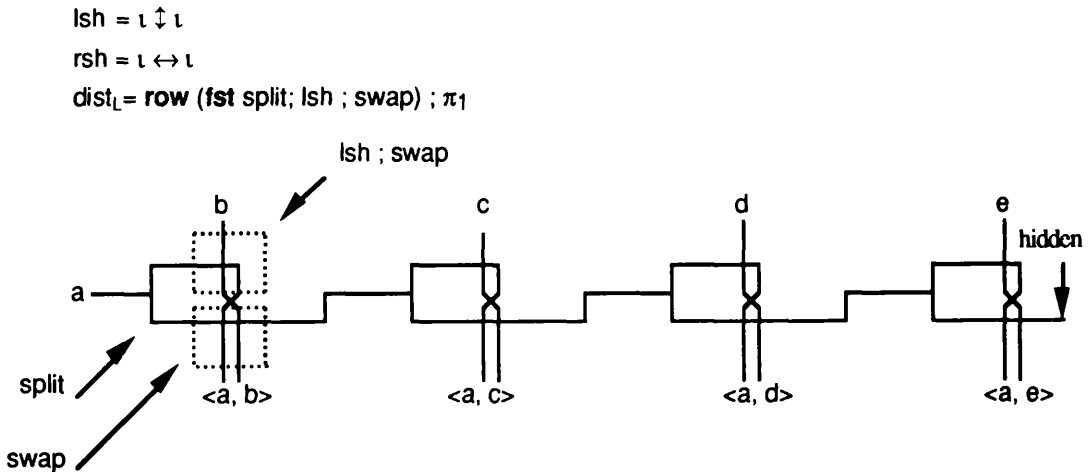 lsh = ι ↕ ι
rsh = ι ↔ ι
dist_L= row (fst split; lsh ; swap) ; π₁
lsh ; swap
b c d e
hidden
a
split
<a, b> <a, c> <a, d> <a, e>
swap